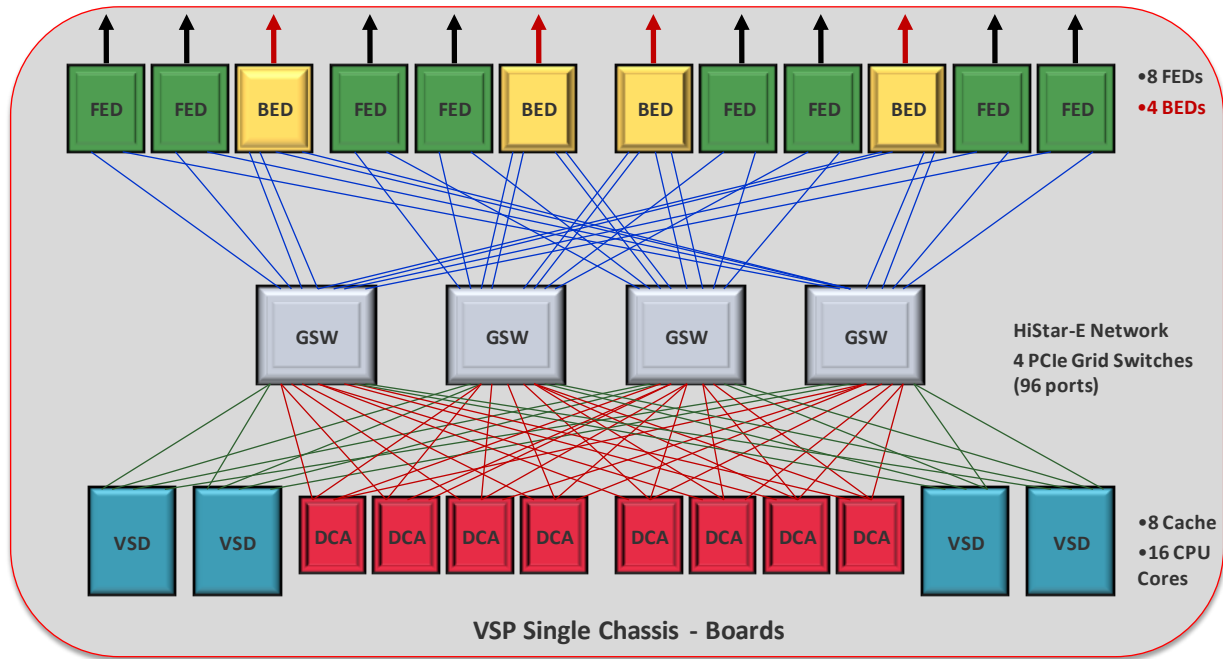 FED
FED
BED
FED
FED
BED
BED
FED
FED
BED
FED
FED
•8 FEDs
•4 BEDs
GSW
GSW
GSW
GSW
HiStar-E Network
4 PCIe Grid Switches
(96 ports)
VSD
VSD
DCA
DCA
DCA
DCA
DCA
DCA
DCA
DCA
VSD
VSD
•8 Cache
•16 CPU
Cores
VSP Single Chassis - Boards